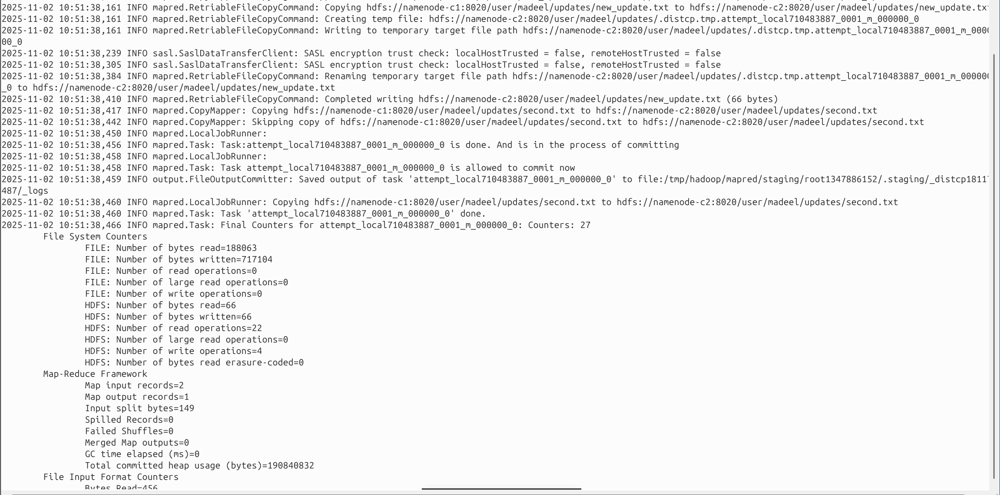 2025-11-02 10:51:38,161 INFO mapred.RetriableFileCopyCommand: Copying hdfs://namenode-c1:8020/user/madeel/updates/new_update.txt to hdfs://namenode-c2:8020/user/madeel/updates/new_update.txt
2025-11-02 10:51:38,161 INFO mapred.RetriableFileCopyCommand: Creating temp file: hdfs://namenode-c2:8020/user/madeel/updates/.distcp.tmp.attempt_local710483887_0001_m_000000_0
2025-11-02 10:51:38,161 INFO mapred.RetriableFileCopyCommand: Writing to temporary target file path hdfs://namenode-c2:8020/user/madeel/updates/.distcp.tmp.attempt_local710483887_0001_m_0000
00_0
2025-11-02 10:51:38,239 INFO sasl.SaslDataTransferClient: SASL encryption trust check: localHostTrusted = false, remoteHostTrusted = false
2025-11-02 10:51:38,305 INFO sasl.SaslDataTransferClient: SASL encryption trust check: localHostTrusted = false, remoteHostTrusted = false
2025-11-02 10:51:38,384 INFO mapred.RetriableFileCopyCommand: Renaming temporary target file path hdfs://namenode-c2:8020/user/madeel/updates/.distcp.tmp.attempt_local710483887_0001_m_000000
_0 to hdfs://namenode-c2:8020/user/madeel/updates/new_update.txt
2025-11-02 10:51:38,410 INFO mapred.RetriableFileCopyCommand: Completed writing hdfs://namenode-c2:8020/user/madeel/updates/new_update.txt (66 bytes)
2025-11-02 10:51:38,417 INFO mapred.CopyMapper: Copying hdfs://namenode-c1:8020/user/madeel/updates/second.txt to hdfs://namenode-c2:8020/user/madeel/updates/second.txt
2025-11-02 10:51:38,442 INFO mapred.CopyMapper: Skipping copy of hdfs://namenode-c1:8020/user/madeel/updates/second.txt to hdfs://namenode-c2:8020/user/madeel/updates/second.txt
2025-11-02 10:51:38,450 INFO mapred.LocalJobRunner:
2025-11-02 10:51:38,456 INFO mapred.Task: Task:attempt_local710483887_0001_m_000000_0 is done. And is in the process of committing
2025-11-02 10:51:38,458 INFO mapred.LocalJobRunner:
2025-11-02 10:51:38,458 INFO mapred.Task: Task attempt_local710483887_0001_m_000000_0 is allowed to commit now
2025-11-02 10:51:38,459 INFO output.FileOutputCommitter: Saved output of task 'attempt_local710483887_0001_m_000000_0' to file:/tmp/hadoop/mapred/staging/root1347886152/.staging/_distcp1811
487/_logs
2025-11-02 10:51:38,460 INFO mapred.LocalJobRunner: Copying hdfs://namenode-c1:8020/user/madeel/updates/second.txt to hdfs://namenode-c2:8020/user/madeel/updates/second.txt
2025-11-02 10:51:38,460 INFO mapred.Task: Task 'attempt_local710483887_0001_m_000000_0' done.
2025-11-02 10:51:38,466 INFO mapred.Task: Final Counters for attempt_local710483887_0001_m_000000_0: Counters: 27
File System Counters
FILE: Number of bytes read=188063
FILE: Number of bytes written=717104
FILE: Number of read operations=0
FILE: Number of large read operations=0
FILE: Number of write operations=0
HDFS: Number of bytes read=66
HDFS: Number of bytes written=66
HDFS: Number of read operations=22
HDFS: Number of large read operations=0
HDFS: Number of write operations=4
HDFS: Number of bytes read erasure-coded=0
Map-Reduce Framework
Map input records=2
Map output records=1
Input split bytes=149
Spilled Records=0
Failed Shuffles=0
Merged Map outputs=0
GC time elapsed (ms)=0
Total committed heap usage (bytes)=190840832
File Input Format Counters
Bytes Read=456